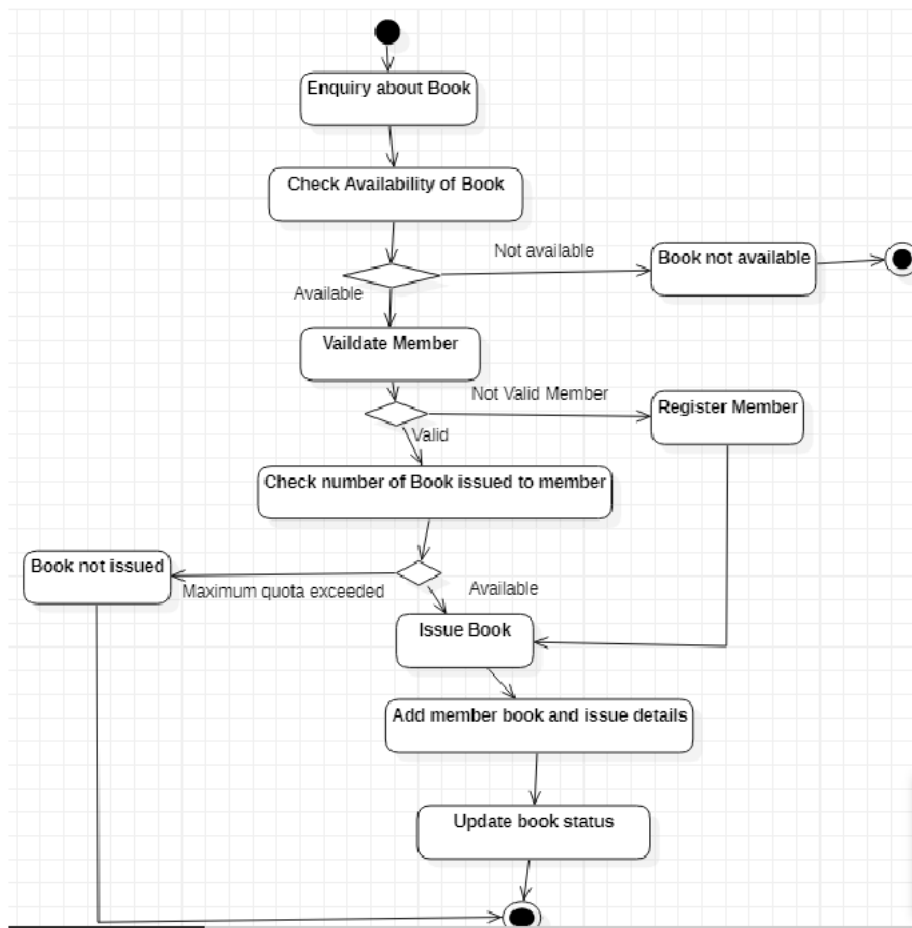 Enquiry about Book
Check Availability of Book
Not available
Book not available
Available
Vaildate Member
Not Valid Member
Register Member
Valid
Check number of Book issued to member
Book not issued
Maximum quota exceeded
Available
Issue Book
Add member book and issue details
Update book status